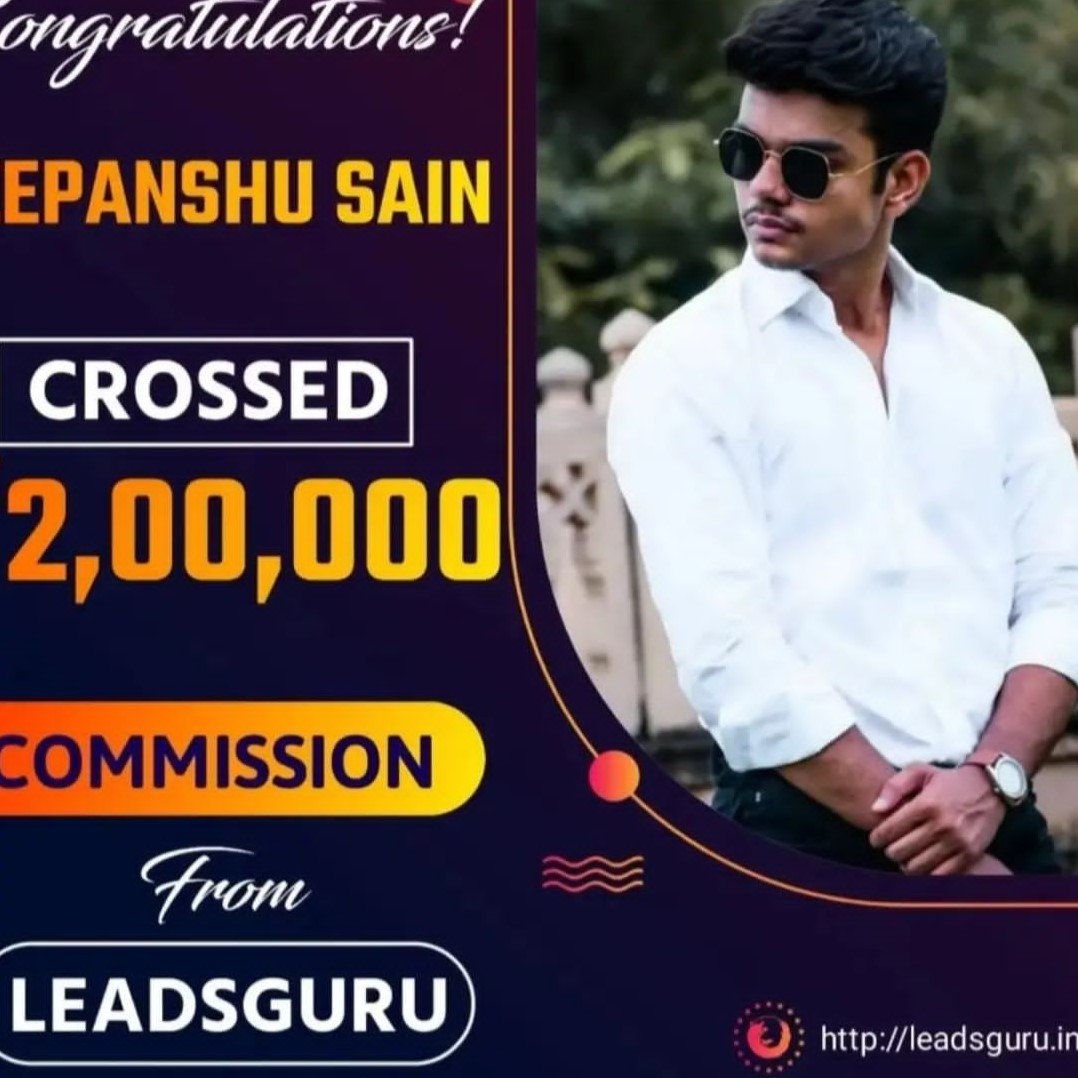 ongratulations!
EPANSHU SAIN
CROSSED
2,00,000
COMMISSION
From
LEADSGURU
http://leadsguru.in